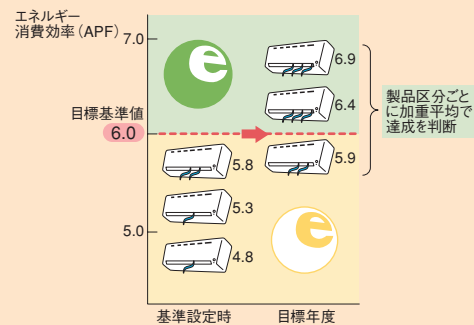 エネルギー
消費効率（APF）
7.0
6.9
6.4
製品区分ごと
に加重平均で
達成を判断
目標基準値
6.0
5.9
5.8
5.3
5.0
4.8
基準設定時
目標年度